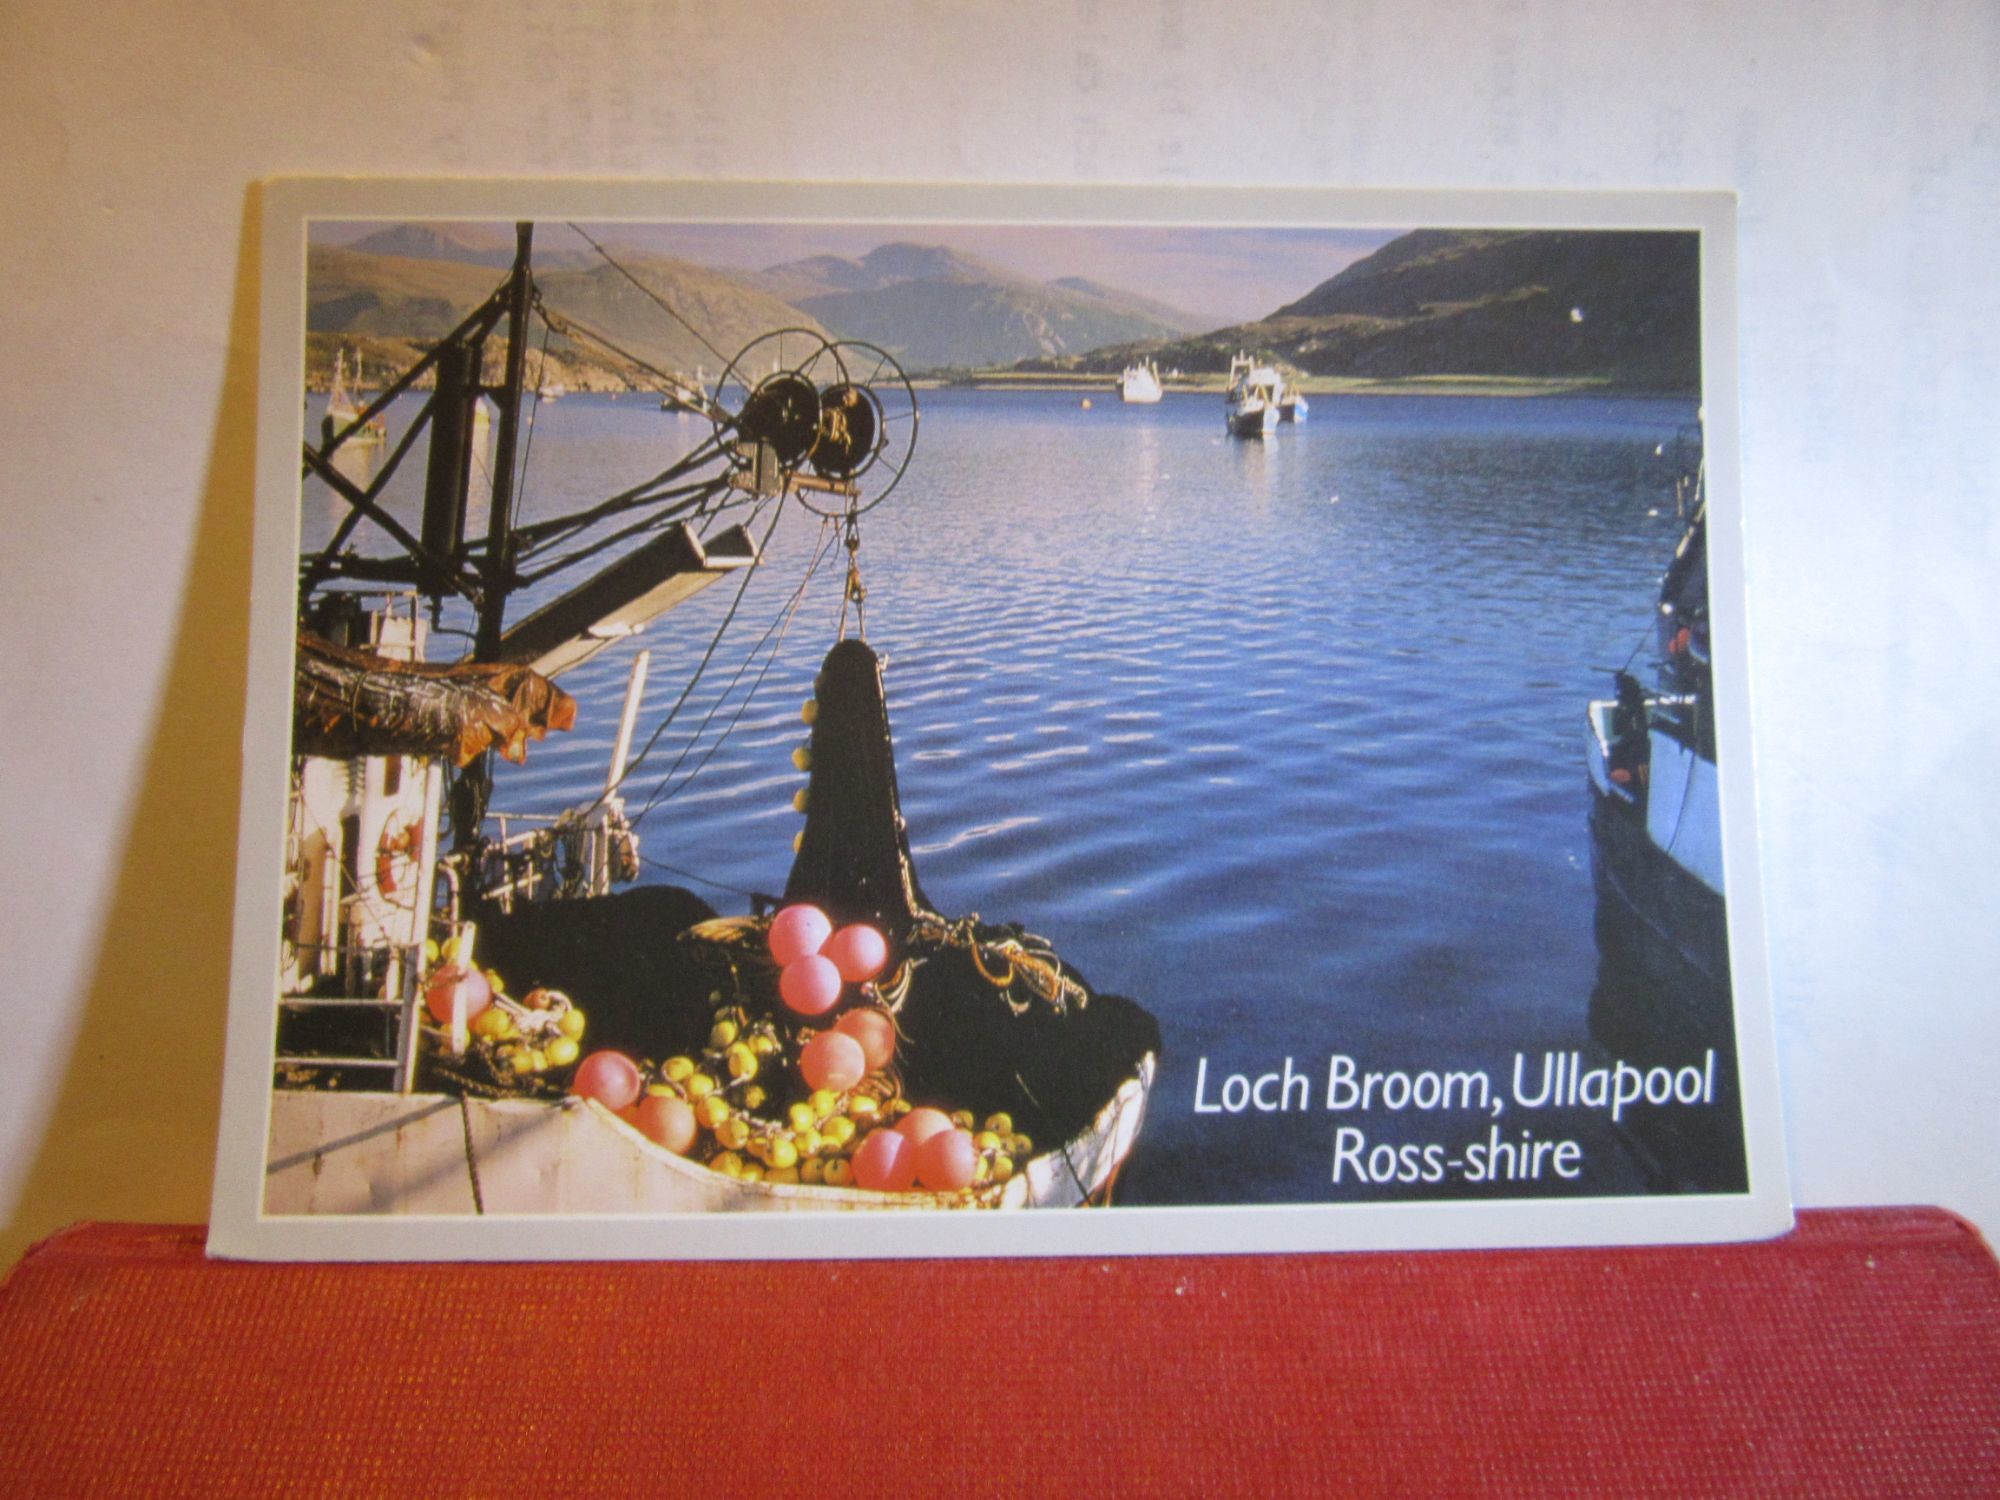 Loch Broom, Ullapool
Ross-shire